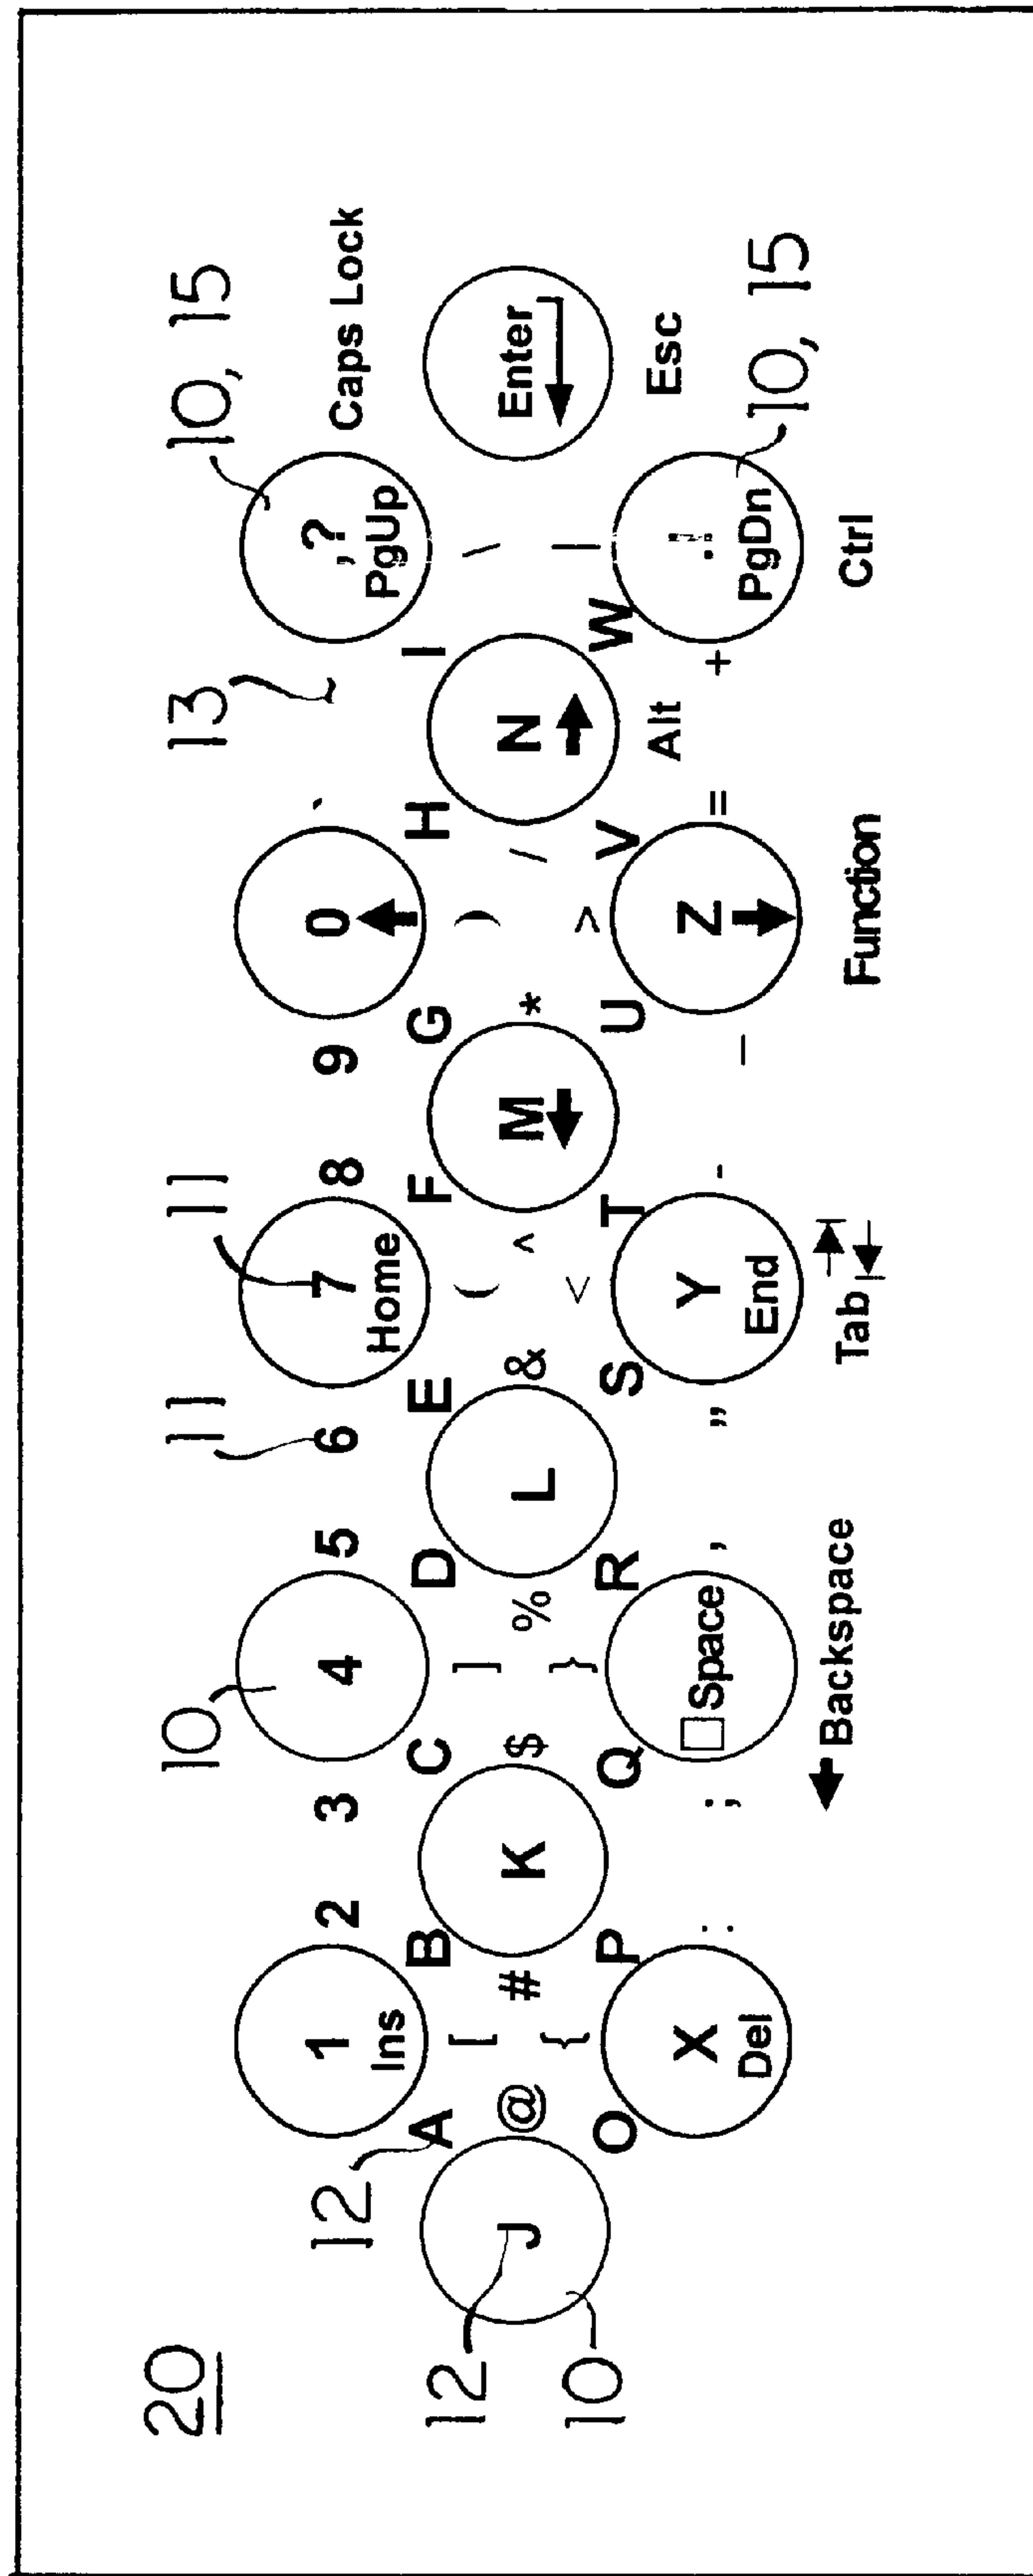 20 10 11 11 13 10, 15
12 1 2 3 4 5 6 7 8 9 0 ` ,? Caps Lock
Ins Home ↑ PgUp
A B C D E F G H I
[ ] ( ) \
12 J @ # K $ % L & ^ M * / N Enter
← → ↵
{ } < > |
10 O P Q R S T U V W
Alt Esc
X : ; Space ' " Y - _ Z = + .!
Del End ↓ PgDn 10, 15
← Backspace Tab Function Ctrl